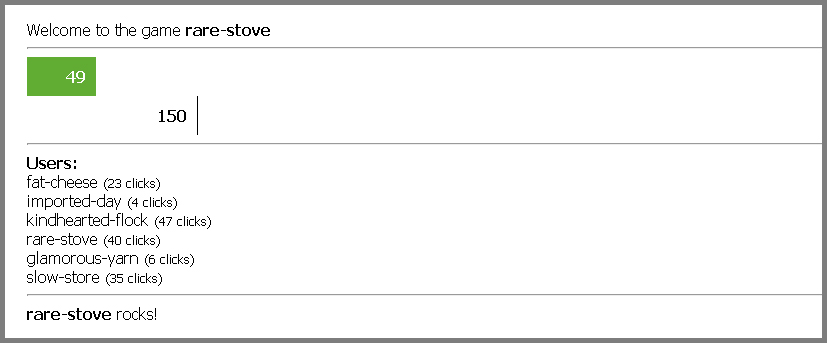 Welcome to the game rare-stove
49
150
Users:
fat-cheese (23 clicks)
imported-day (4 clicks)
kindhearted-flock (47 clicks)
rare-stove (40 clicks)
glamorous-yarn (6 clicks)
slow-store (35 clicks)
rare-stove rocks!